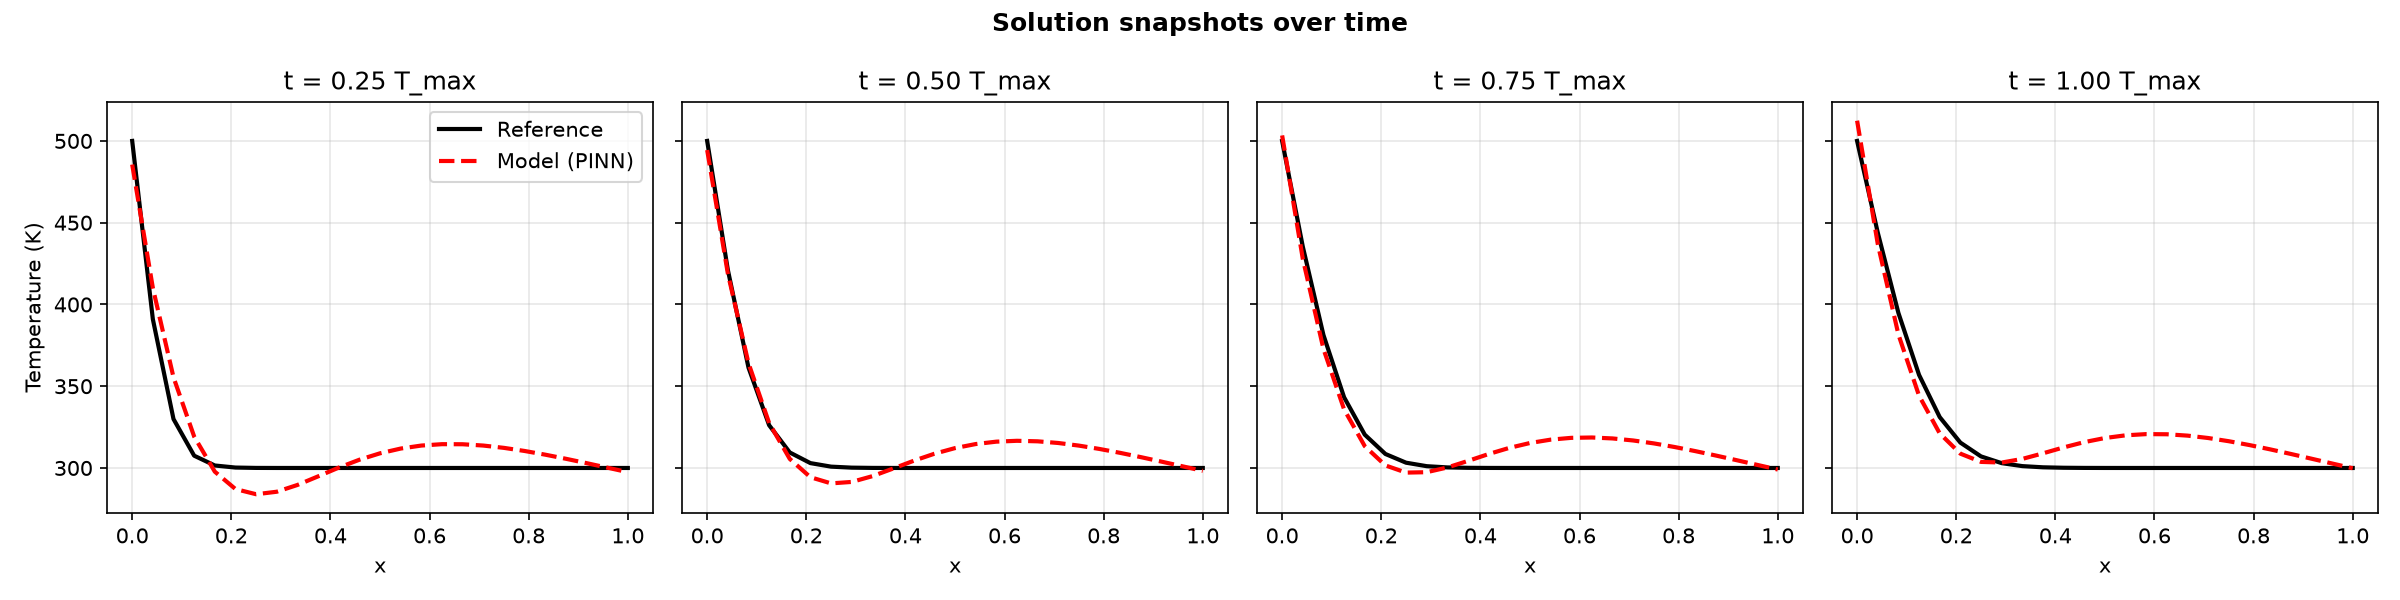 Solution snapshots over time
t = 0.25 T_max
t = 0.50 T_max
t = 0.75 T_max
t = 1.00 T_max
Reference
Model (PINN)
Temperature (K)
500
450
400
350
300
0.0 0.2 0.4 0.6 0.8 1.0
0.0 0.2 0.4 0.6 0.8 1.0
0.0 0.2 0.4 0.6 0.8 1.0
0.0 0.2 0.4 0.6 0.8 1.0
x
x
x
x